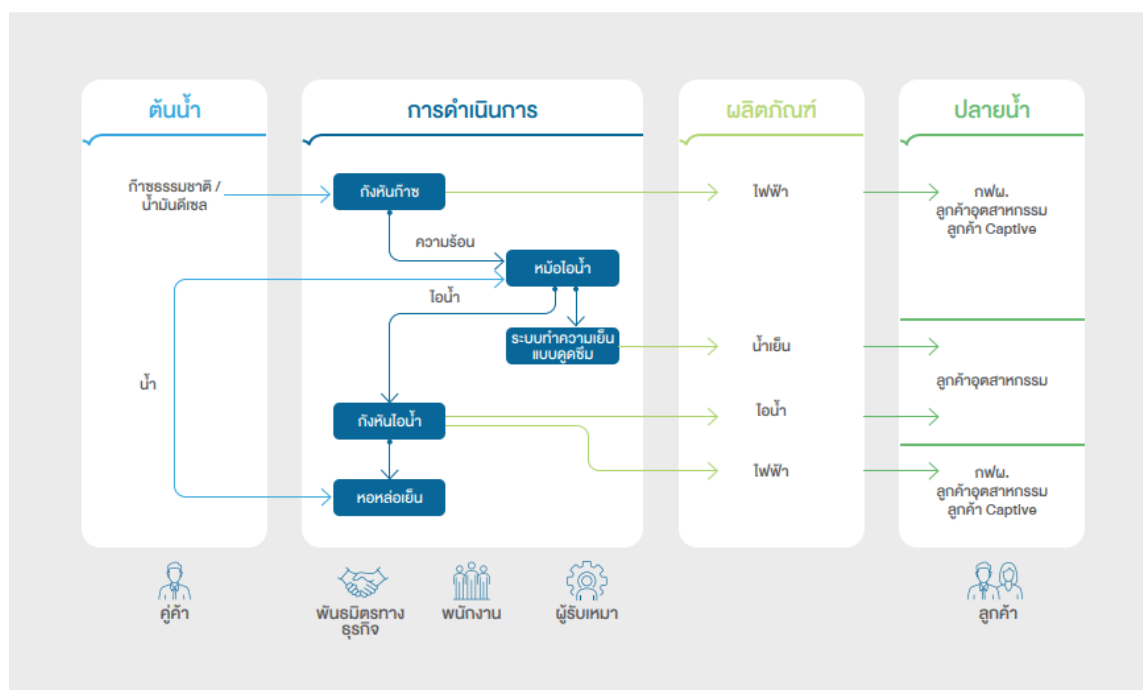 ต้นน้ำ
การดำเนินการ
ผลิตภัณฑ์
ปลายน้ำ
ก๊าซธรรมชาติ /
น้ำมันดีเซล
กังหันก๊าซ
ไฟฟ้า
กฟผ.
ลูกค้าอุตสาหกรรม
ลูกค้า Captive
ความร้อน
หม้อไอน้ำ
ไอน้ำ
ระบบทำความเย็น
แบบดูดซึม
น้ำเย็น
น้ำ
ลูกค้าอุตสาหกรรม
กังหันไอน้ำ
ไอน้ำ
ไฟฟ้า
กฟผ.
ลูกค้าอุตสาหกรรม
ลูกค้า Captive
หอหล่อเย็น
คู่ค้า
พันธมิตรทาง
ธุรกิจ
พนักงาน
ผู้รับเหมา
ลูกค้า